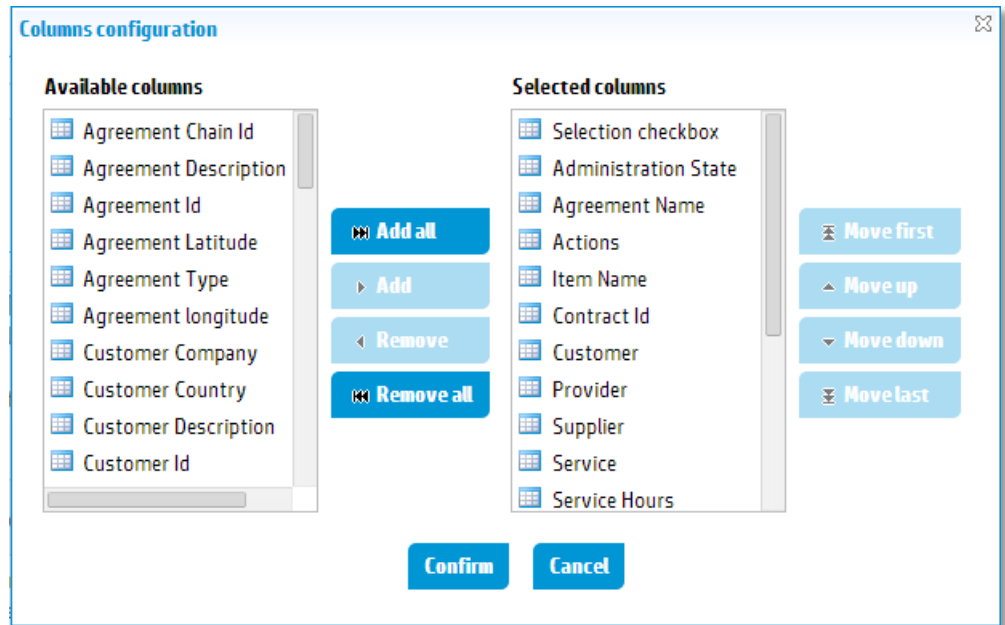 Columns configuration
Available columns
Agreement Chain Id
Agreement Description
Agreement Id
Agreement Latitude
Agreement Type
Agreement longitude
Customer Company
Customer Country
Customer Description
Customer Id
Add all
Add
Remove
Remove all
Selected columns
Selection checkbox
Administration State
Agreement Name
Actions
Item Name
Contract Id
Customer
Provider
Supplier
Service
Service Hours
Move first
Move up
Move down
Move last
Confirm
Cancel